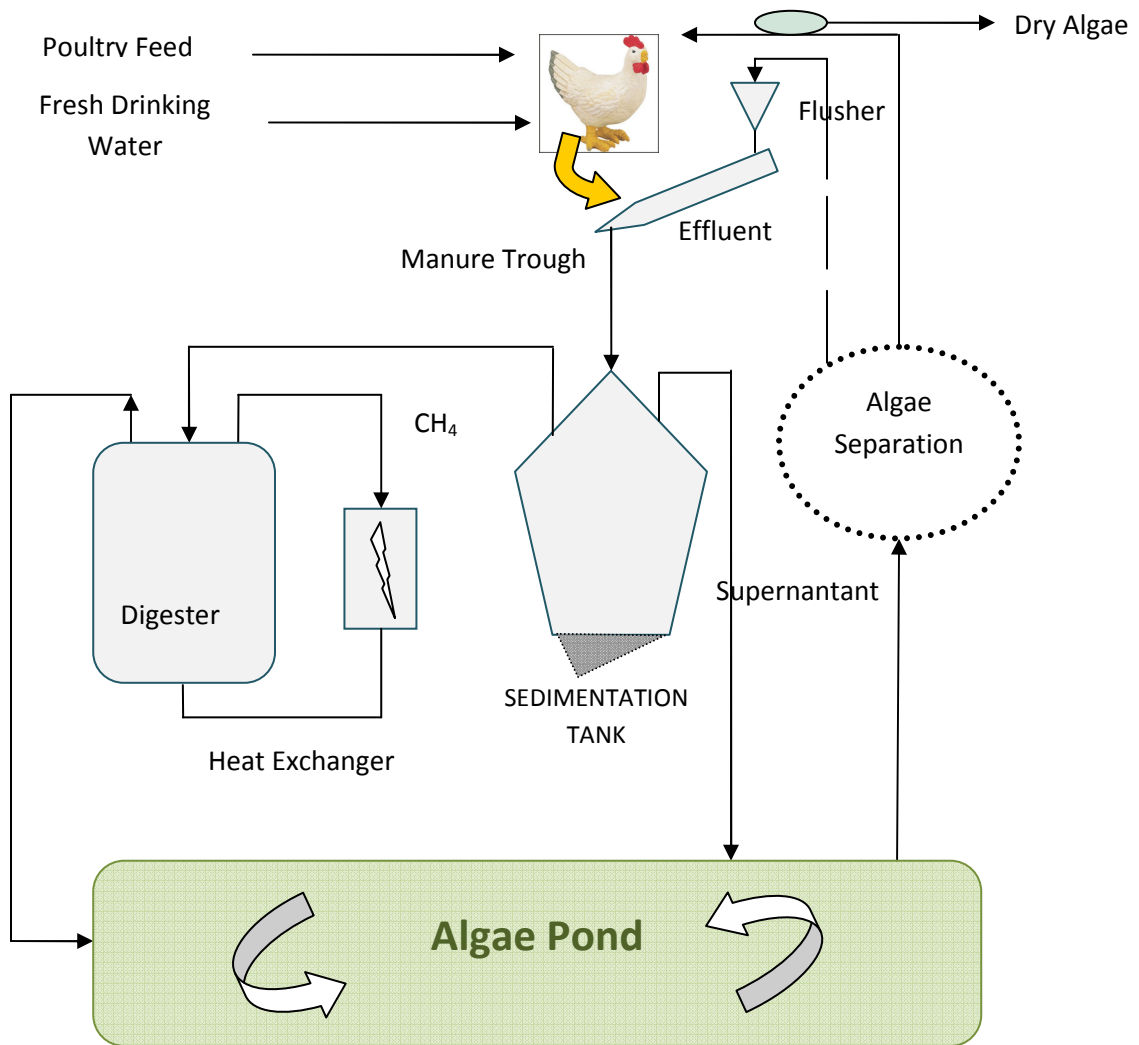 Dry Algae
Poultry Feed
Fresh Drinking
Water
Flusher
Effluent
Manure Trough
Algae
Separation
CH₄
Digester
Supernantant
SEDIMENTATION
TANK
Heat Exchanger
Algae Pond